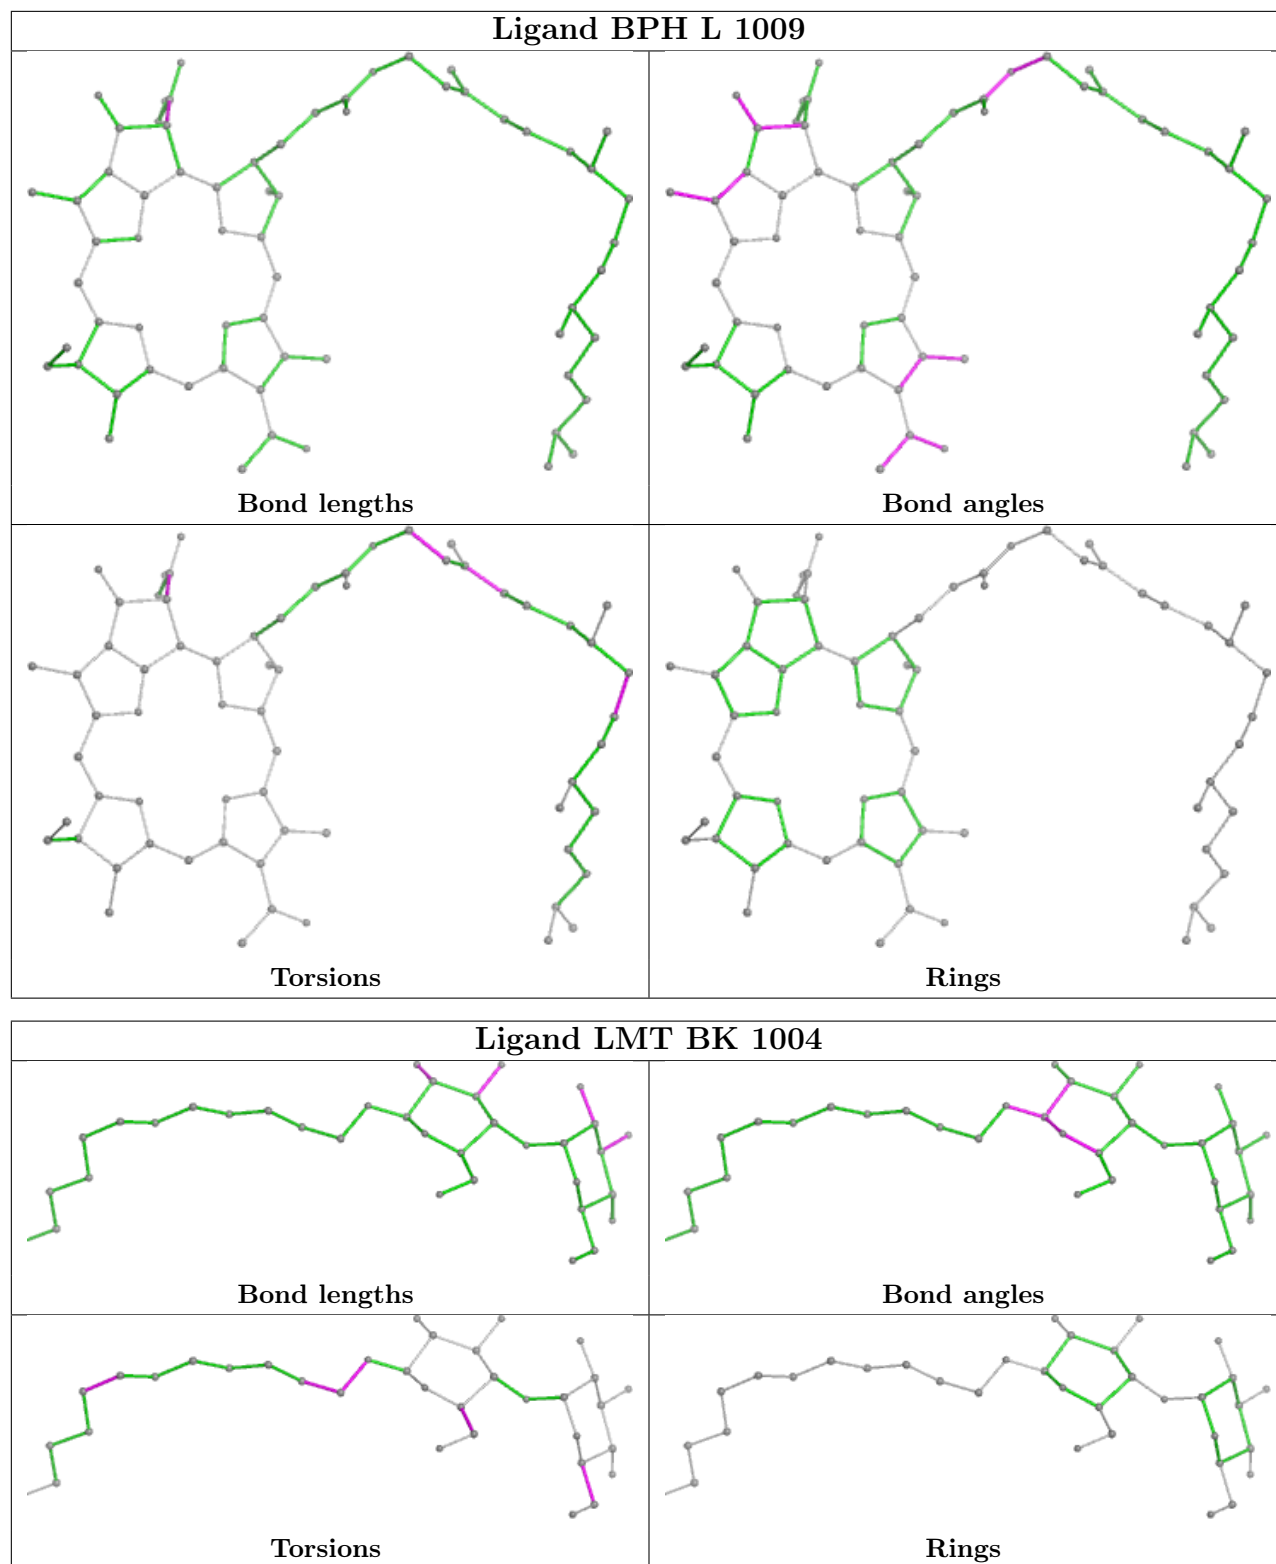 Ligand BPH L 1009
Bond lengths
Bond angles
Torsions
Rings
Ligand LMT BK 1004
Bond lengths
Bond angles
Torsions
Rings